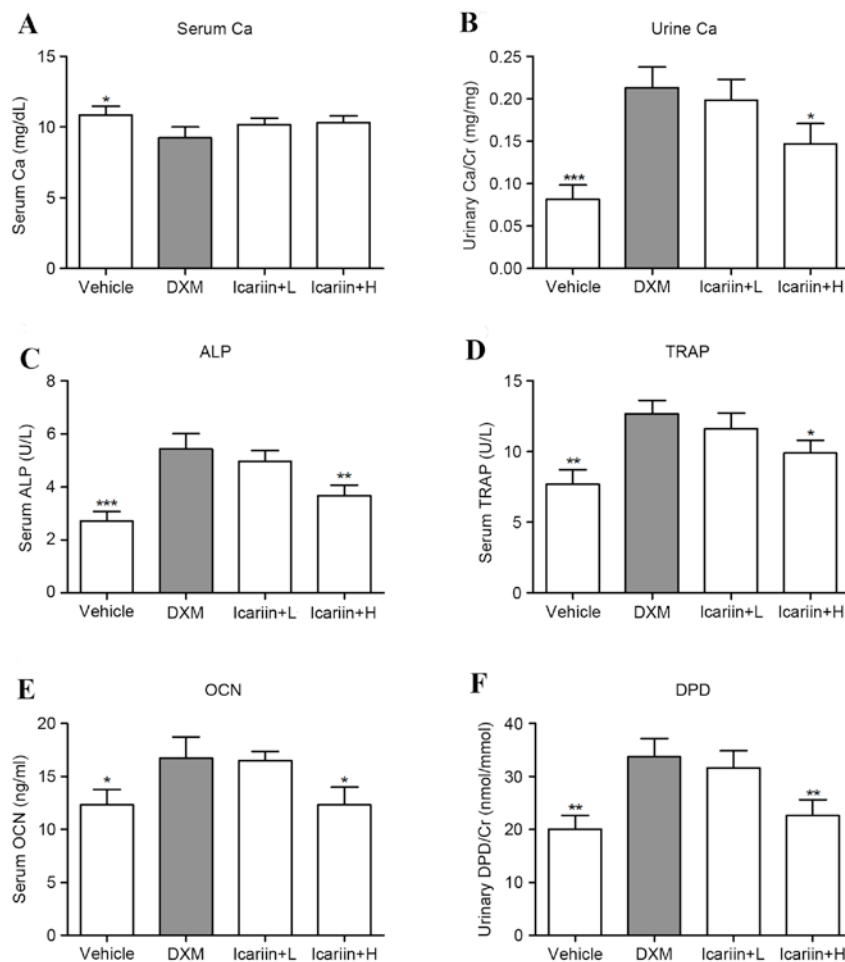 A
Serum Ca
Serum Ca (mg/dL)
15
10
5
0
*
Vehicle
DXM
Icariin+L
Icariin+H
B
Urine Ca
Urinary Ca/Cr (mg/mg)
0.25
0.20
0.15
0.10
0.05
0.00
***
*
Vehicle
DXM
Icariin+L
Icariin+H
C
ALP
Serum ALP (U/L)
8
6
4
2
0
***
**
Vehicle
DXM
Icariin+L
Icariin+H
D
TRAP
Serum TRAP (U/L)
15
10
5
0
**
*
Vehicle
DXM
Icariin+L
Icariin+H
E
OCN
Serum OCN (ng/ml)
20
15
10
5
0
*
*
Vehicle
DXM
Icariin+L
Icariin+H
F
DPD
Urinary DPD/Cr (nmol/mmol)
40
30
20
10
0
**
**
Vehicle
DXM
Icariin+L
Icariin+H